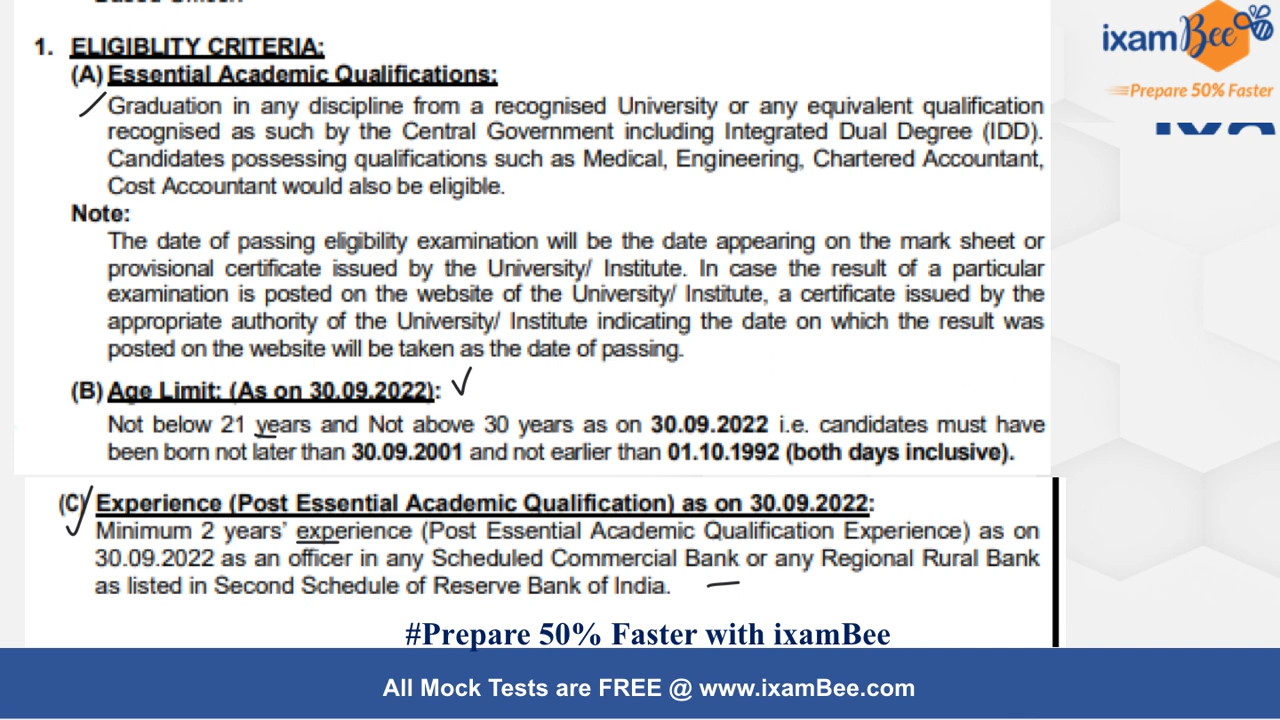 ixamBee
Prepare 50% Faster
1. ELIGIBLITY CRITERIA:
(A) Essential Academic Qualifications:
Graduation in any discipline from a recognised University or any equivalent qualification
recognised as such by the Central Government including Integrated Dual Degree (IDD).
Candidates possessing qualifications such as Medical, Engineering, Chartered Accountant,
Cost Accountant would also be eligible.
Note:
The date of passing eligibility examination will be the date appearing on the mark sheet or
provisional certificate issued by the University/ Institute. In case the result of a particular
examination is posted on the website of the University/ Institute, a certificate issued by the
appropriate authority of the University/ Institute indicating the date on which the result was
posted on the website will be taken as the date of passing.
(B) Age Limit: (As on 30.09.2022):
Not below 21 years and Not above 30 years as on 30.09.2022 i.e. candidates must have
been born not later than 30.09.2001 and not earlier than 01.10.1992 (both days inclusive).
(C) Experience (Post Essential Academic Qualification) as on 30.09.2022:
Minimum 2 years' experience (Post Essential Academic Qualification Experience) as on
30.09.2022 as an officer in any Scheduled Commercial Bank or any Regional Rural Bank
as listed in Second Schedule of Reserve Bank of India.
#Prepare 50% Faster with ixamBee
All Mock Tests are FREE @ www.ixamBee.com